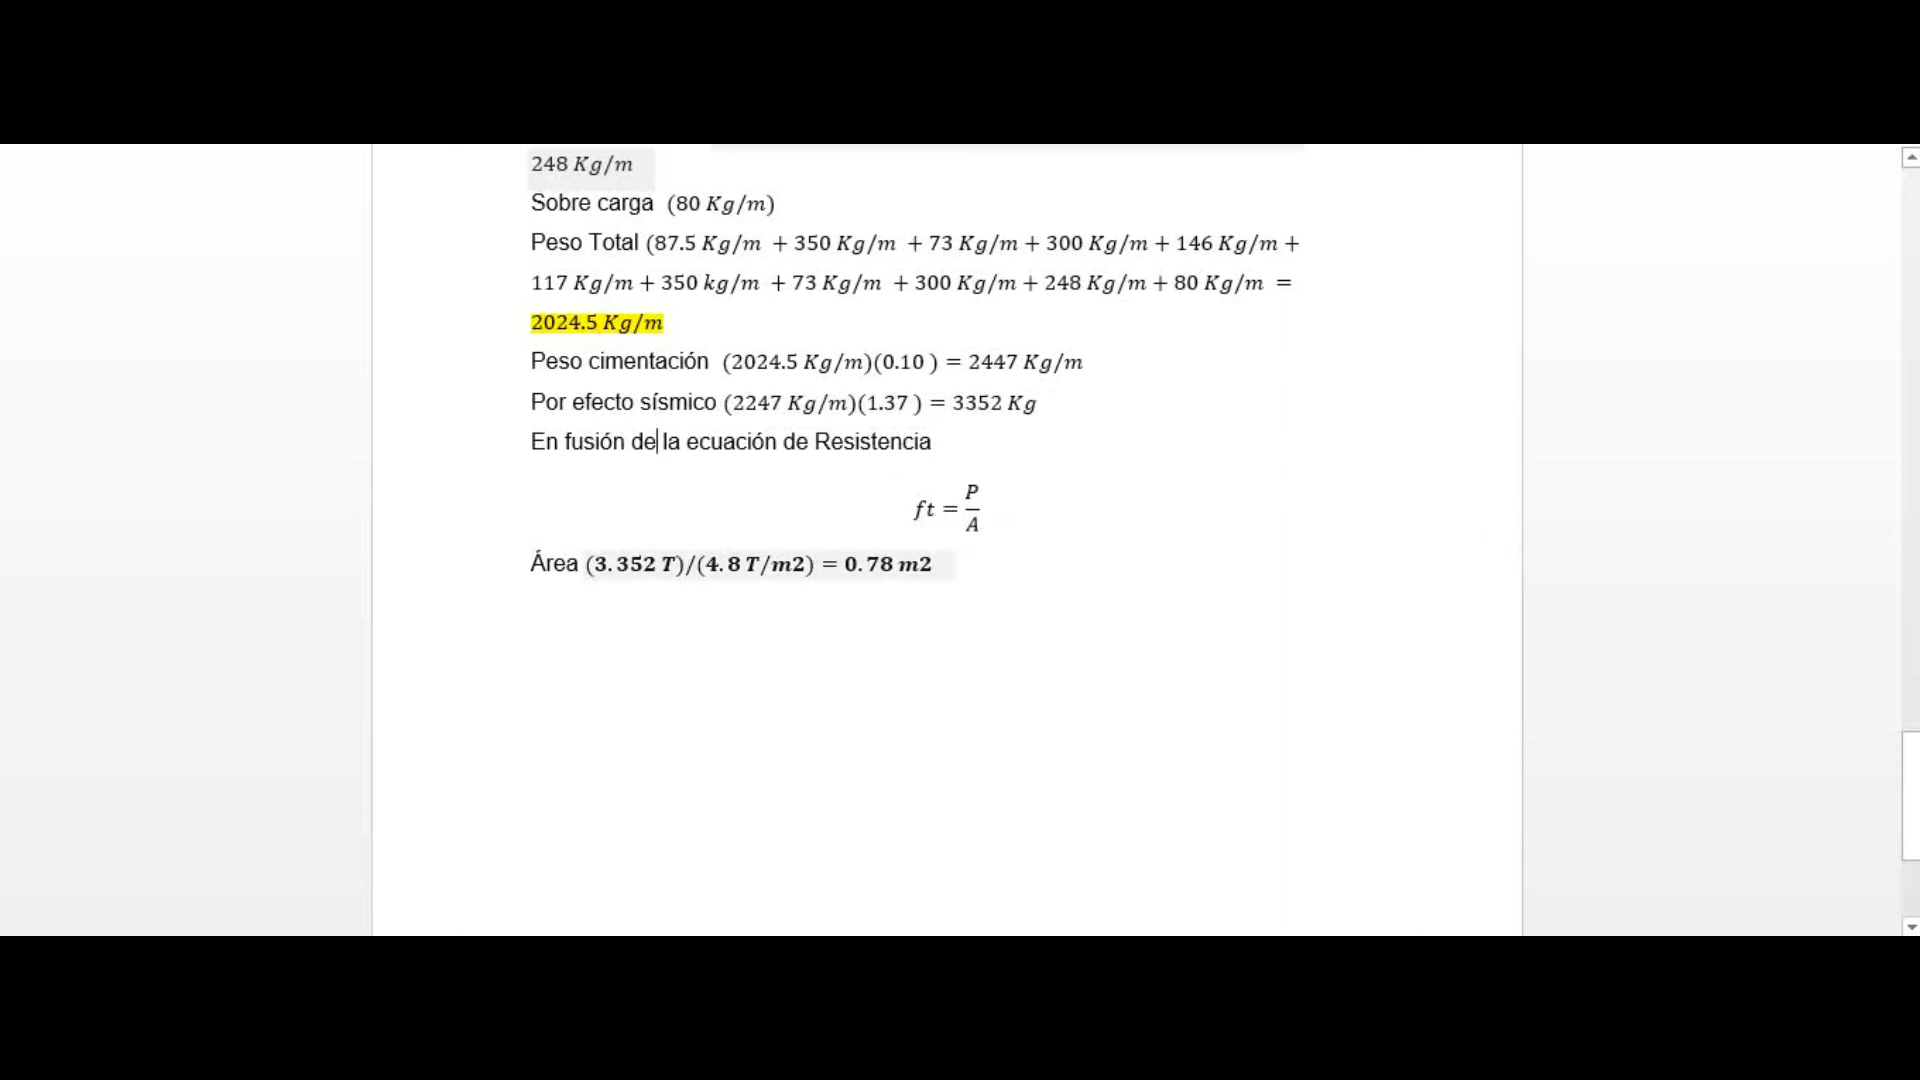 248 Kg/m
Sobre carga (80 Kg/m)
Peso Total (87.5 Kg/m + 350 Kg/m + 73 Kg/m + 300 Kg/m + 146 Kg/m +
117 Kg/m + 350 kg/m + 73 Kg/m + 300 Kg/m + 248 Kg/m + 80 Kg/m =
2024.5 Kg/m
Peso cimentación (2024.5 Kg/m)(0.10 ) = 2447 Kg/m
Por efecto sísmico (2247 Kg/m)(1.37 ) = 3352 Kg
En fusión de la ecuación de Resistencia
ft = P/A
Área (3.352 T)/(4.8 T/m2) = 0.78 m2